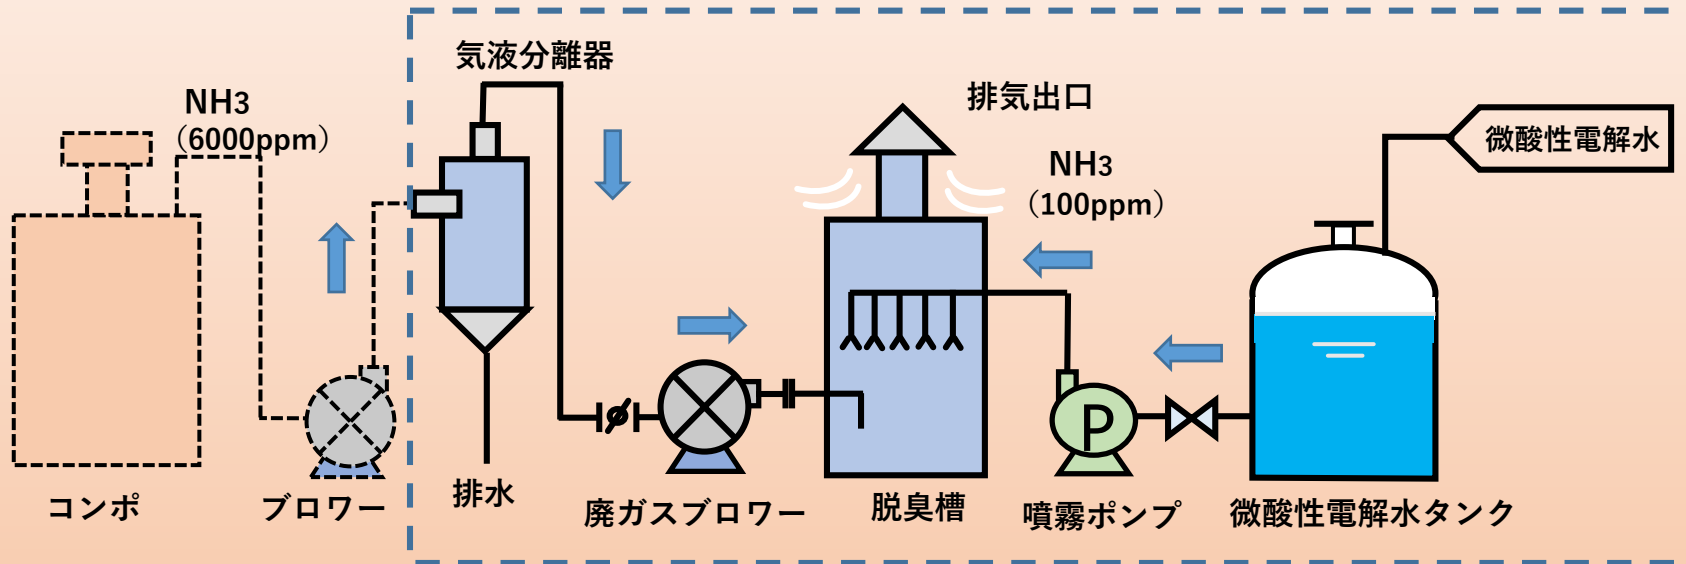 気液分離器
NH3
（6000ppm）
排気出口
NH3
（100ppm）
微酸性電解水
P
コンポ
ブロワー
排水
廃ガスブロワー
脱臭槽
噴霧ポンプ
微酸性電解水タンク